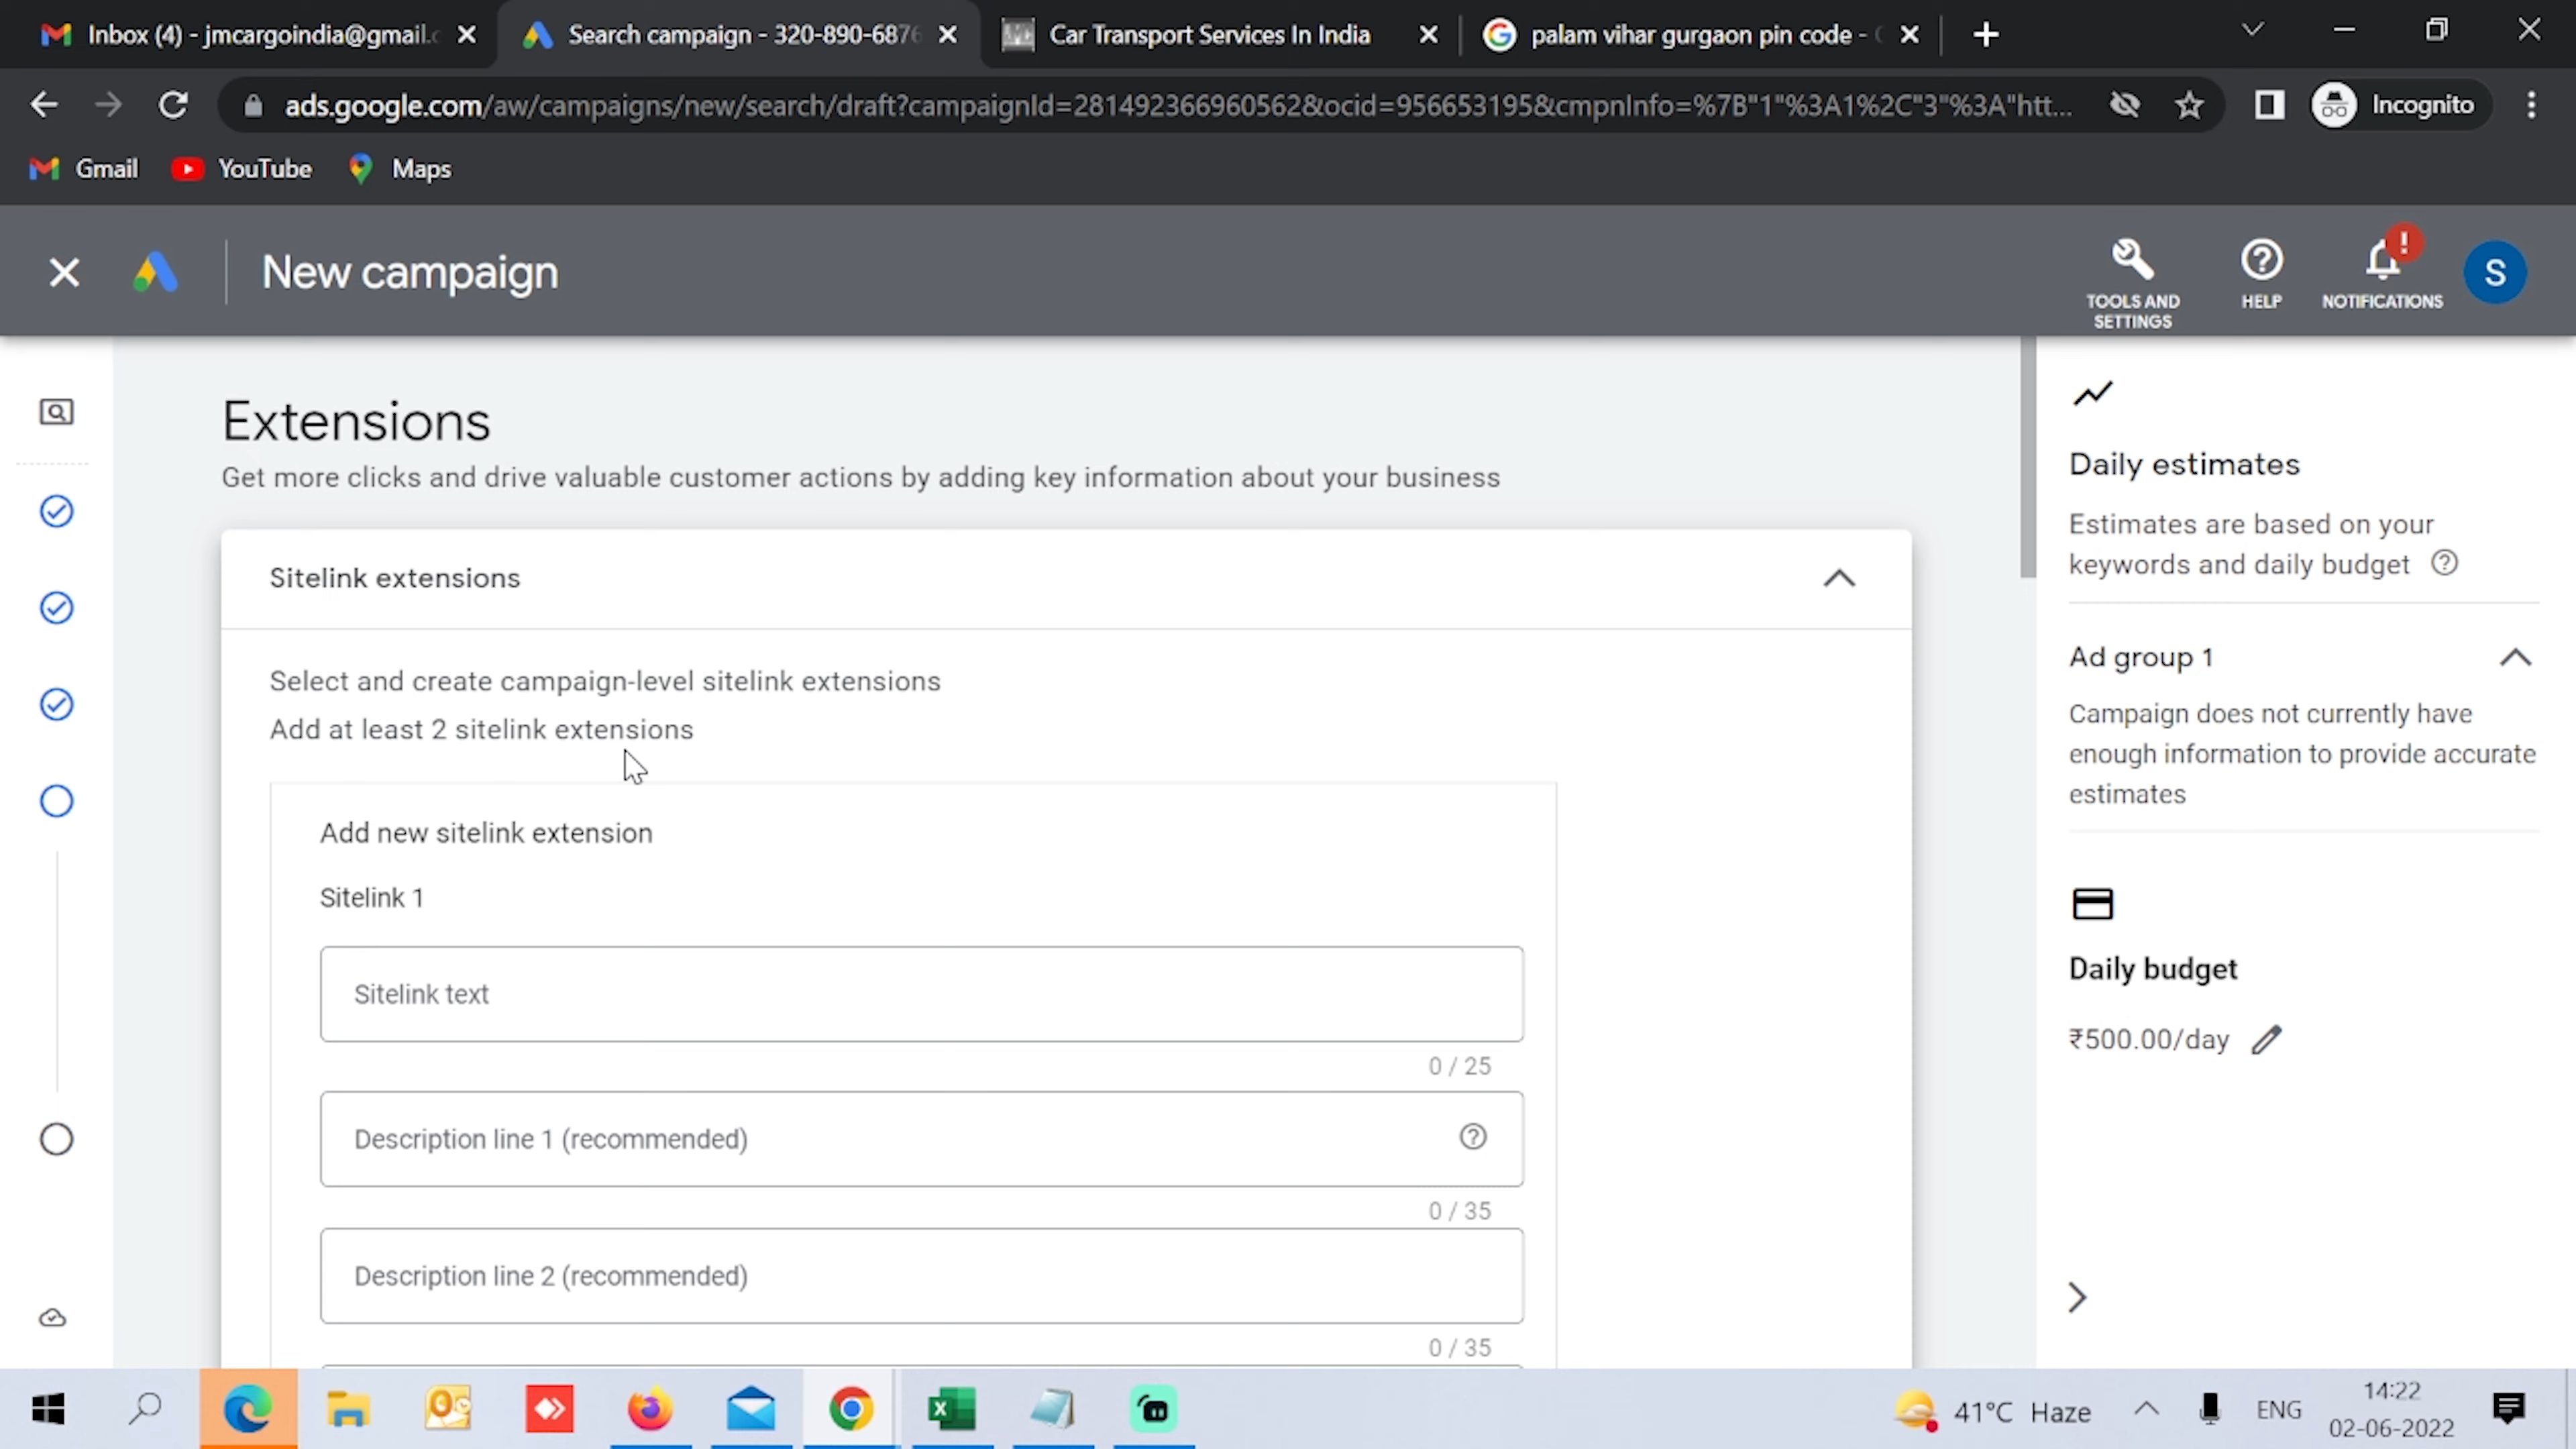 Inbox (4) - jmcargoindia@gmail.c
Search campaign - 320-890-6876
Car Transport Services In India
palam vihar gurgaon pin code - G
ads.google.com/aw/campaigns/new/search/draft?campaignId=281492366960562&ocid=956653195&cmpnInfo=%7B"1"%3A1%2C"3"%3A"htt...
Incognito
Gmail
YouTube
Maps
New campaign
TOOLS AND
SETTINGS
HELP
NOTIFICATIONS
S
Extensions
Get more clicks and drive valuable customer actions by adding key information about your business
Sitelink extensions
Select and create campaign-level sitelink extensions
Add at least 2 sitelink extensions
Add new sitelink extension
Sitelink 1
Sitelink text
0 / 25
Description line 1 (recommended)
0 / 35
Description line 2 (recommended)
0 / 35
Daily estimates
Estimates are based on your
keywords and daily budget
Ad group 1
Campaign does not currently have
enough information to provide accurate
estimates
Daily budget
₹500.00/day
41°C Haze
ENG
14:22
02-06-2022